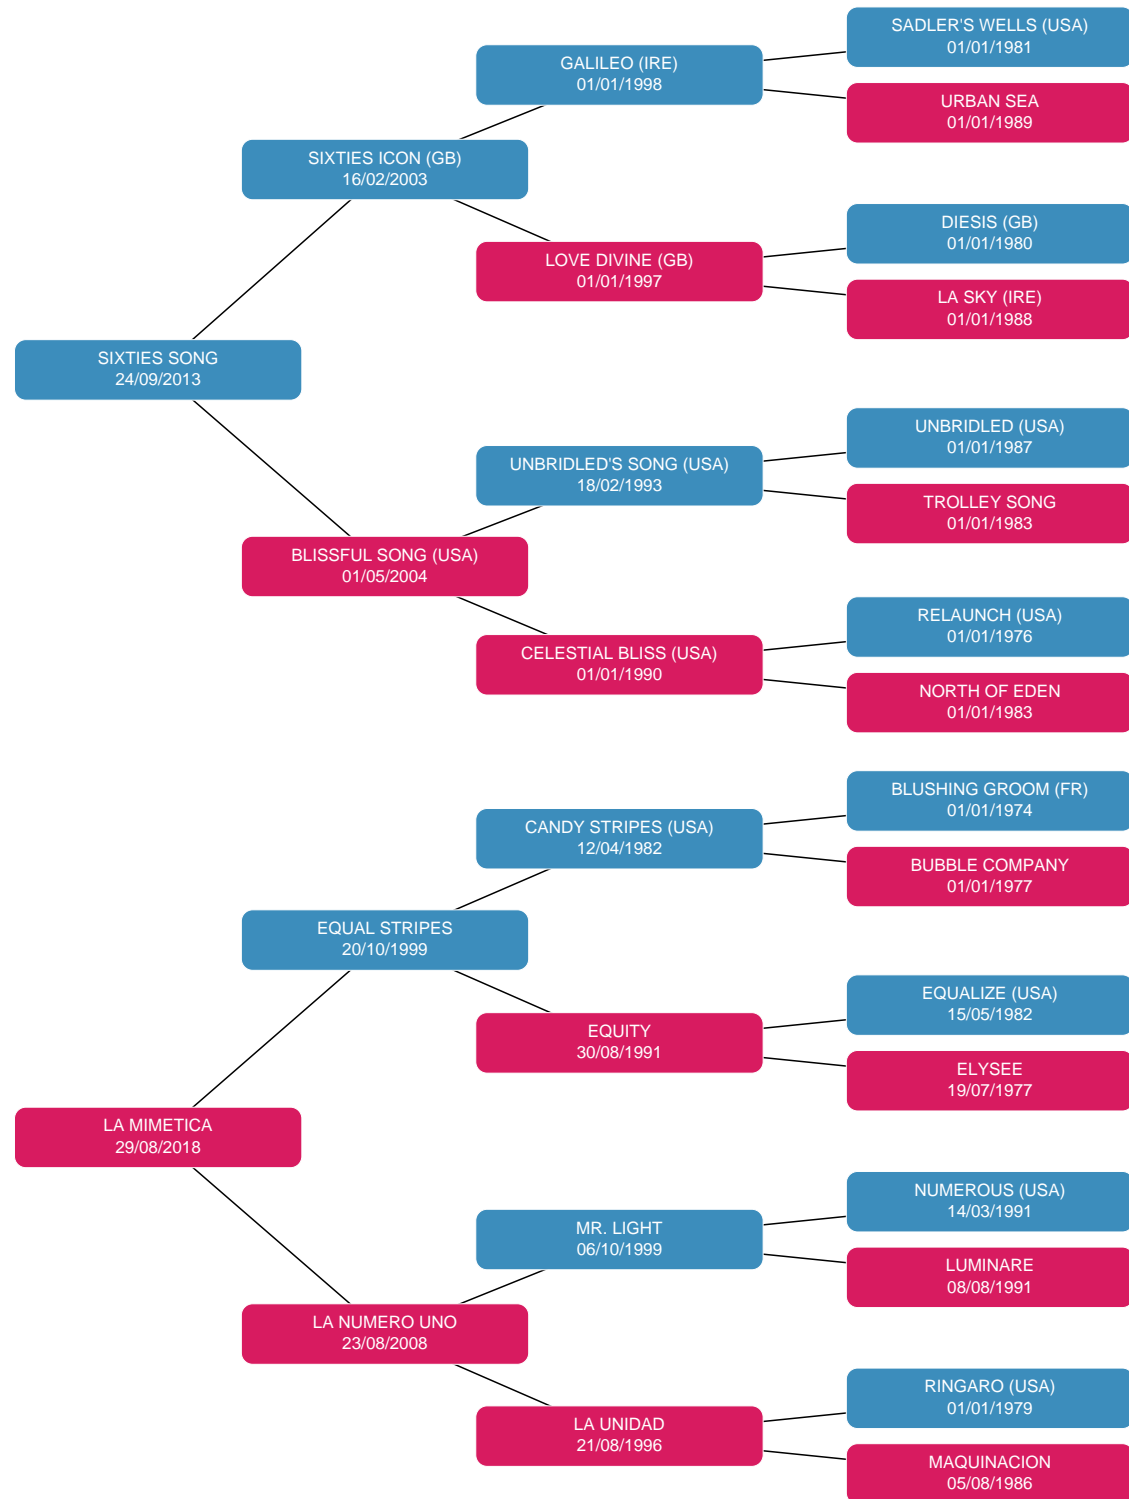 SADLER'S WELLS (USA)
01/01/1981
GALILEO (IRE)
01/01/1998
URBAN SEA
01/01/1989
SIXTIES ICON (GB)
16/02/2003
DIESIS (GB)
01/01/1980
LOVE DIVINE (GB)
01/01/1997
LA SKY (IRE)
01/01/1988
SIXTIES SONG
24/09/2013
UNBRIDLED (USA)
01/01/1987
UNBRIDLED'S SONG (USA)
18/02/1993
TROLLEY SONG
01/01/1983
BLISSFUL SONG (USA)
01/05/2004
RELAUNCH (USA)
01/01/1976
CELESTIAL BLISS (USA)
01/01/1990
NORTH OF EDEN
01/01/1983
BLUSHING GROOM (FR)
01/01/1974
CANDY STRIPES (USA)
12/04/1982
BUBBLE COMPANY
01/01/1977
EQUAL STRIPES
20/10/1999
EQUALIZE (USA)
15/05/1982
EQUITY
30/08/1991
ELYSEE
19/07/1977
LA MIMETICA
29/08/2018
NUMEROUS (USA)
14/03/1991
MR. LIGHT
06/10/1999
LUMINARE
08/08/1991
LA NUMERO UNO
23/08/2008
RINGARO (USA)
01/01/1979
LA UNIDAD
21/08/1996
MAQUINACION
05/08/1986